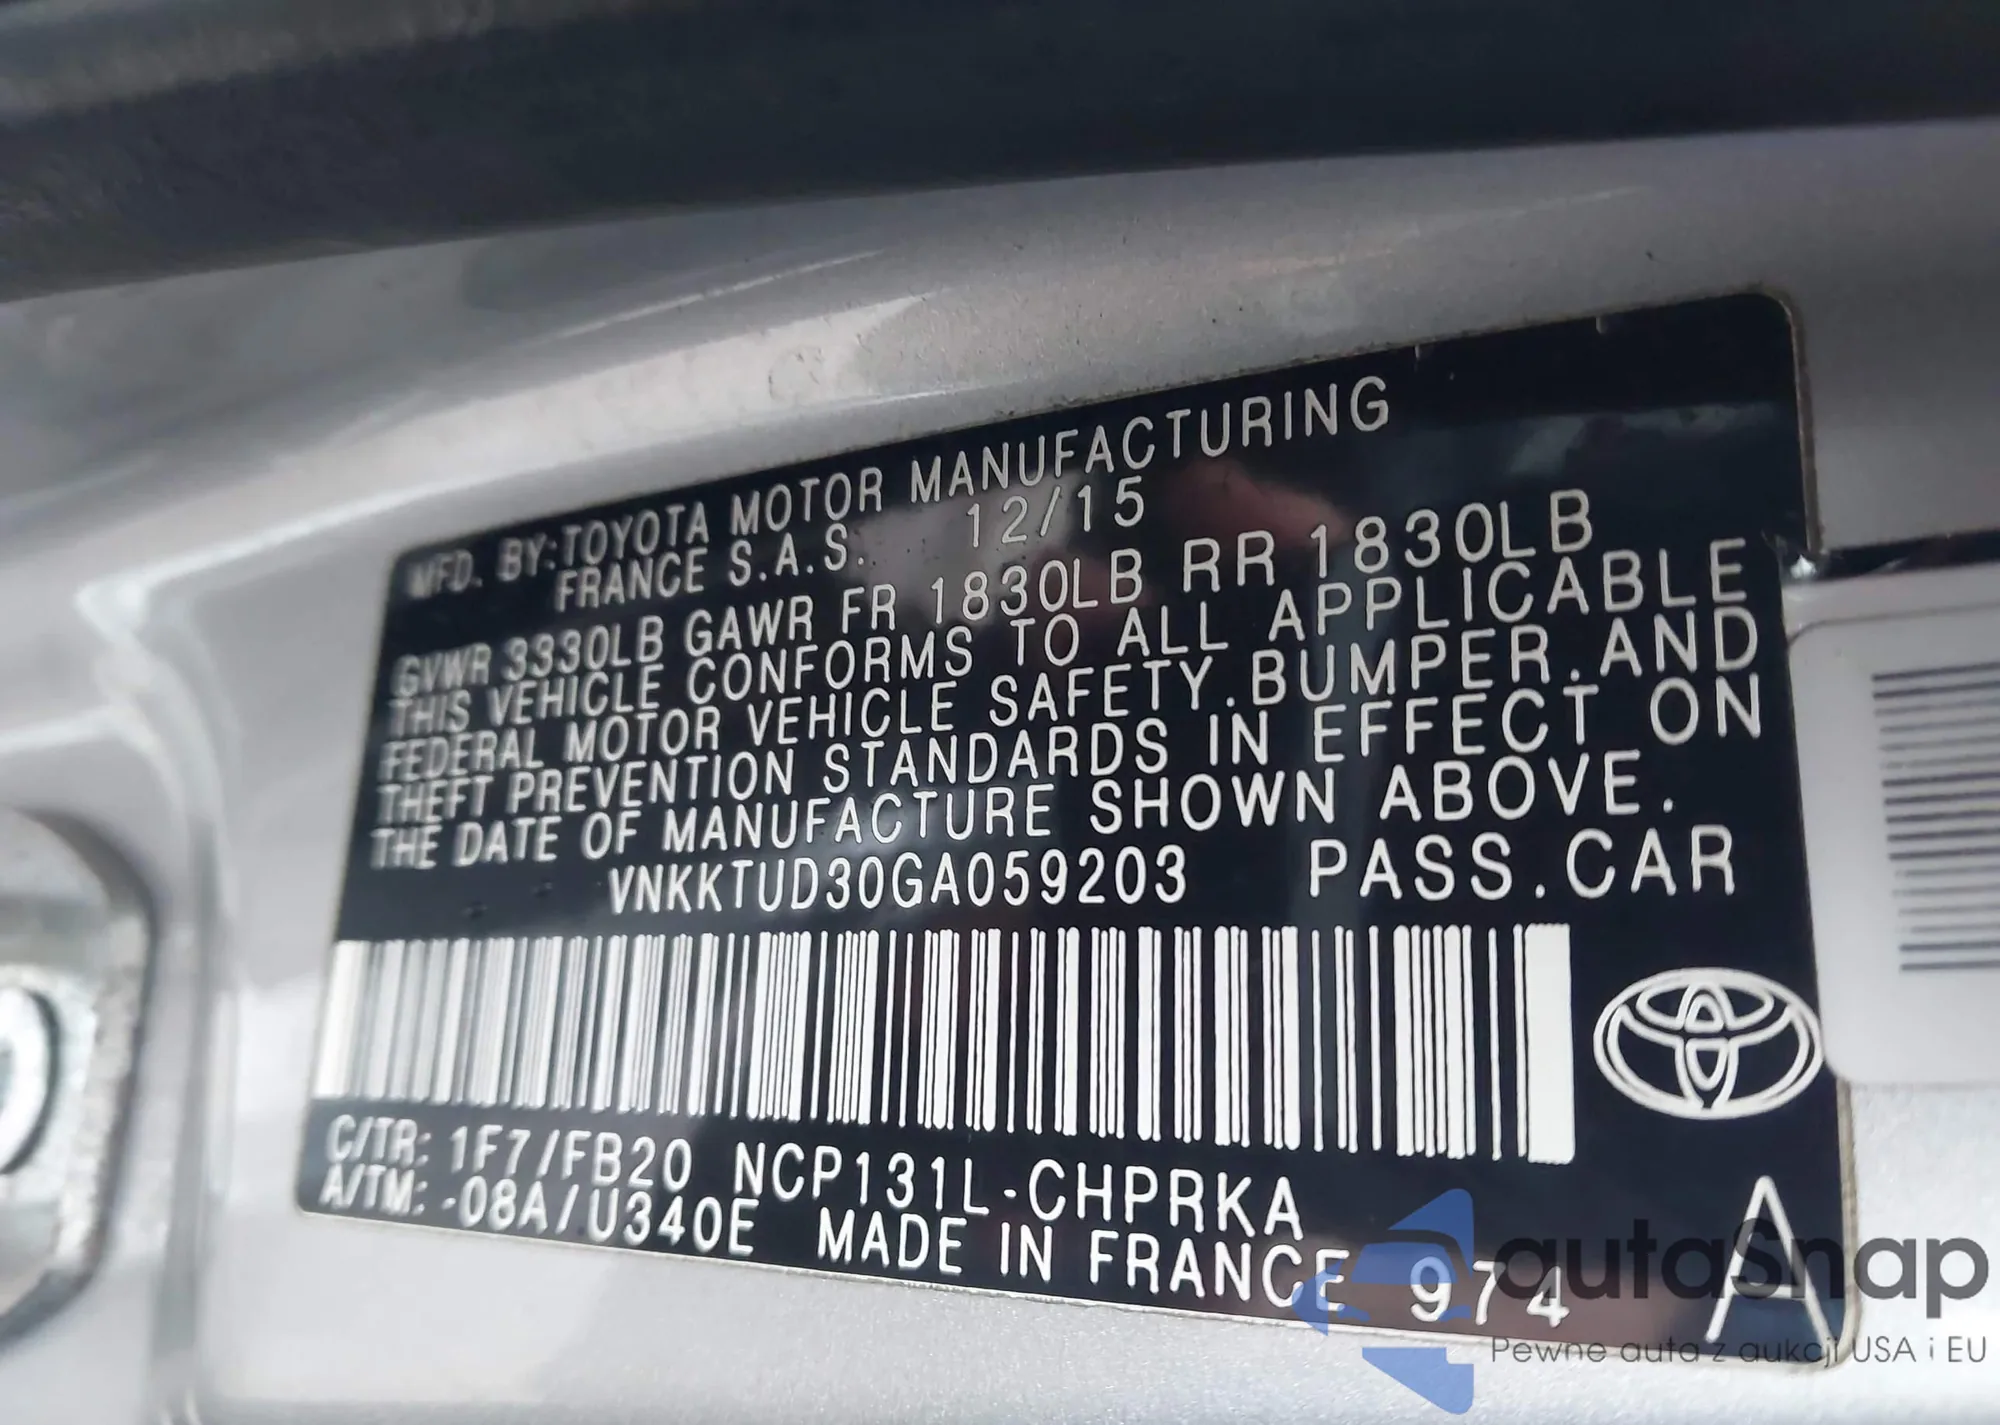 MFD. BY:TOYOTA MOTOR MANUFACTURING
FRANCE S.A.S. 12/15
GVWR 3330LB GAWR FR 1830LB RR 1830LB
THIS VEHICLE CONFORMS TO ALL APPLICABLE
FEDERAL MOTOR VEHICLE SAFETY.BUMPER.AND
THEFT PREVENTION STANDARDS IN EFFECT ON
THE DATE OF MANUFACTURE SHOWN ABOVE.
VNKKTUD30GA059203 PASS.CAR
C/TR: 1F7/FB20 NCP131L-CHPRKA
A/TM: -08A/U340E MADE IN FRANCE 974 A
autasnap
Pewne auta z aukcji USA i EU